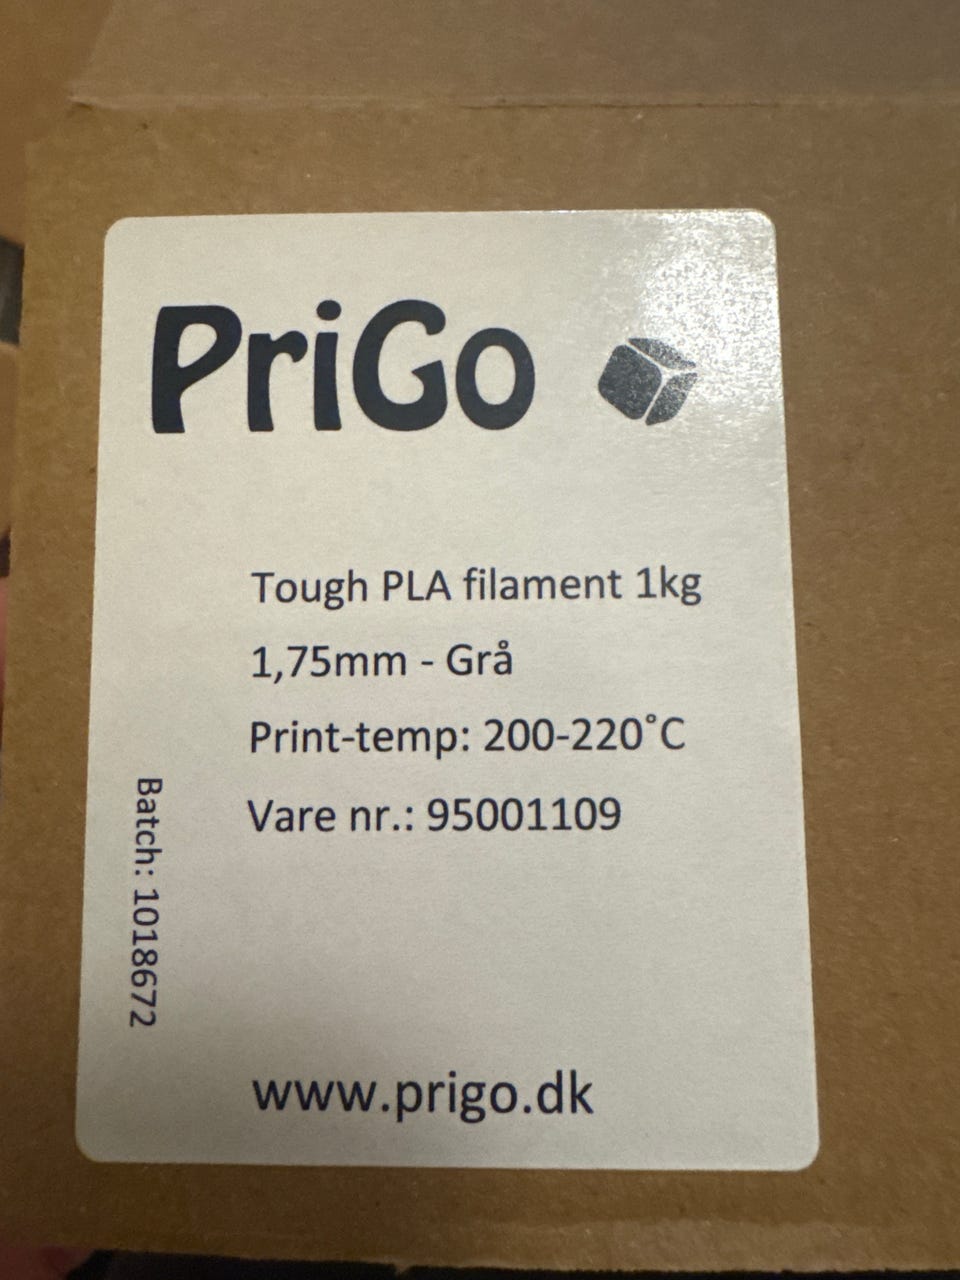 PriGo
Tough PLA filament 1kg
1,75mm - Grå
Print-temp: 200-220°C
Vare nr.: 95001109
Batch: 1018672
www.prigo.dk